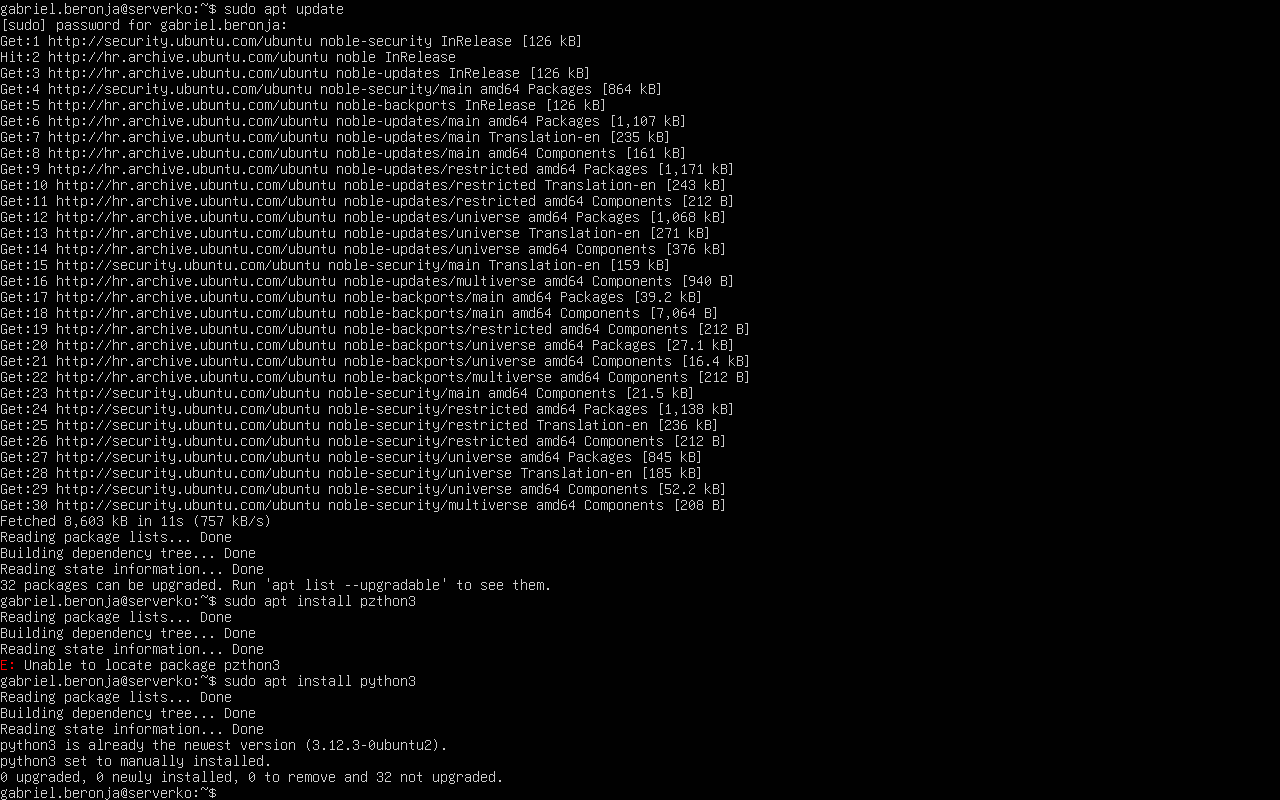 gabriel.beronja@serverko:~$ sudo apt update
[sudo] password for gabriel.beronja:
Get:1 http://security.ubuntu.com/ubuntu noble-security InRelease [126 kB]
Hit:2 http://hr.archive.ubuntu.com/ubuntu noble InRelease
Get:3 http://hr.archive.ubuntu.com/ubuntu noble-updates InRelease [126 kB]
Get:4 http://security.ubuntu.com/ubuntu noble-security/main amd64 Packages [864 kB]
Get:5 http://hr.archive.ubuntu.com/ubuntu noble-backports InRelease [126 kB]
Get:6 http://hr.archive.ubuntu.com/ubuntu noble-updates/main amd64 Packages [1,107 kB]
Get:7 http://hr.archive.ubuntu.com/ubuntu noble-updates/main Translation-en [235 kB]
Get:8 http://hr.archive.ubuntu.com/ubuntu noble-updates/main amd64 Components [161 kB]
Get:9 http://hr.archive.ubuntu.com/ubuntu noble-updates/restricted amd64 Packages [1,171 kB]
Get:10 http://hr.archive.ubuntu.com/ubuntu noble-updates/restricted Translation-en [243 kB]
Get:11 http://hr.archive.ubuntu.com/ubuntu noble-updates/restricted amd64 Components [212 B]
Get:12 http://hr.archive.ubuntu.com/ubuntu noble-updates/universe amd64 Packages [1,068 kB]
Get:13 http://hr.archive.ubuntu.com/ubuntu noble-updates/universe Translation-en [271 kB]
Get:14 http://hr.archive.ubuntu.com/ubuntu noble-updates/universe amd64 Components [376 kB]
Get:15 http://security.ubuntu.com/ubuntu noble-security/main Translation-en [159 kB]
Get:16 http://hr.archive.ubuntu.com/ubuntu noble-updates/multiverse amd64 Components [940 B]
Get:17 http://hr.archive.ubuntu.com/ubuntu noble-backports/main amd64 Packages [39.2 kB]
Get:18 http://hr.archive.ubuntu.com/ubuntu noble-backports/main amd64 Components [7,064 B]
Get:19 http://hr.archive.ubuntu.com/ubuntu noble-backports/restricted amd64 Components [212 B]
Get:20 http://hr.archive.ubuntu.com/ubuntu noble-backports/universe amd64 Packages [27.1 kB]
Get:21 http://hr.archive.ubuntu.com/ubuntu noble-backports/universe amd64 Components [16.4 kB]
Get:22 http://hr.archive.ubuntu.com/ubuntu noble-backports/multiverse amd64 Components [212 B]
Get:23 http://security.ubuntu.com/ubuntu noble-security/main amd64 Components [21.5 kB]
Get:24 http://security.ubuntu.com/ubuntu noble-security/restricted amd64 Packages [1,138 kB]
Get:25 http://security.ubuntu.com/ubuntu noble-security/restricted Translation-en [236 kB]
Get:26 http://security.ubuntu.com/ubuntu noble-security/restricted amd64 Components [212 B]
Get:27 http://security.ubuntu.com/ubuntu noble-security/universe amd64 Packages [845 kB]
Get:28 http://security.ubuntu.com/ubuntu noble-security/universe Translation-en [185 kB]
Get:29 http://security.ubuntu.com/ubuntu noble-security/universe amd64 Components [52.2 kB]
Get:30 http://security.ubuntu.com/ubuntu noble-security/multiverse amd64 Components [208 B]
Fetched 8,603 kB in 11s (757 kB/s)
Reading package lists... Done
Building dependency tree... Done
Reading state information... Done
32 packages can be upgraded. Run 'apt list --upgradable' to see them.
gabriel.beronja@serverko:~$ sudo apt install pzthon3
Reading package lists... Done
Building dependency tree... Done
Reading state information... Done
E: Unable to locate package pzthon3
gabriel.beronja@serverko:~$ sudo apt install python3
Reading package lists... Done
Building dependency tree... Done
Reading state information... Done
python3 is already the newest version (3.12.3-0ubuntu2).
python3 set to manually installed.
0 upgraded, 0 newly installed, 0 to remove and 32 not upgraded.
gabriel.beronja@serverko:~$